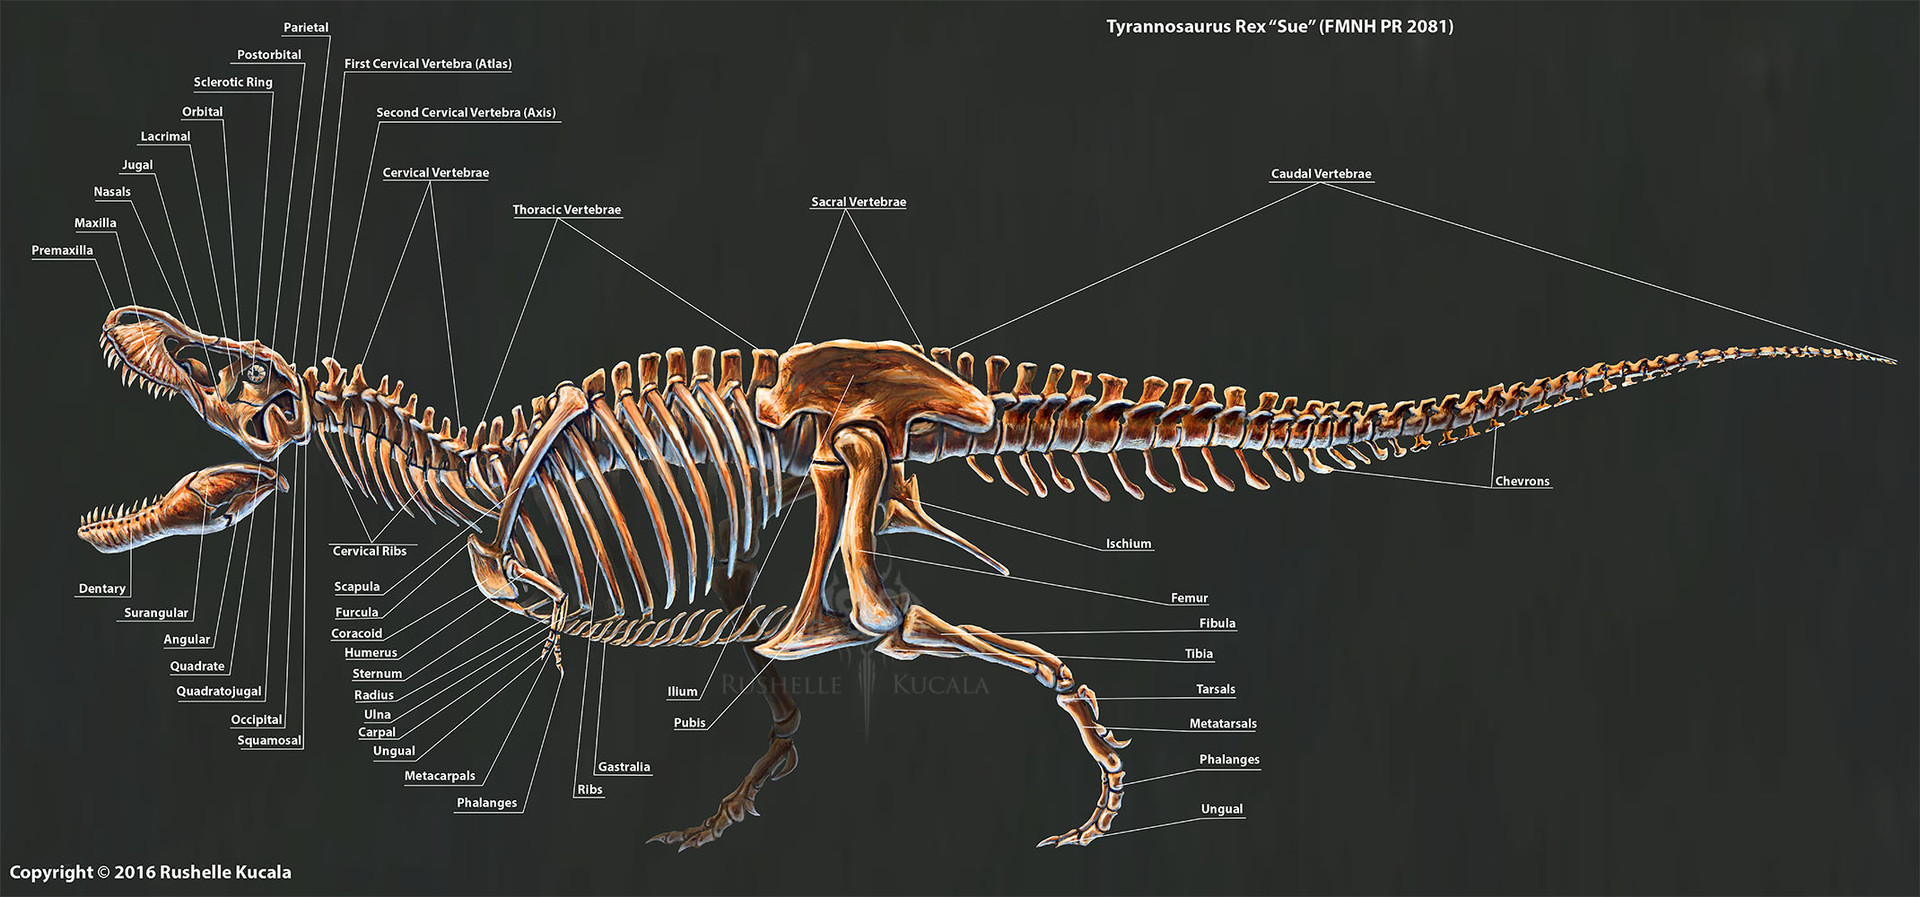 Tyrannosaurus Rex “Sue” (FMNH PR 2081)
Parietal
Postorbital
First Cervical Vertebra (Atlas)
Sclerotic Ring
Orbital
Second Cervical Vertebra (Axis)
Lacrimal
Jugal
Cervical Vertebrae
Caudal Vertebrae
Nasals
Sacral Vertebrae
Thoracic Vertebrae
Maxilla
Premaxilla
Chevrons
Ischium
Cervical Ribs
Dentary
Scapula
Femur
Surangular
Furcula
Fibula
Coracoid
Angular
Humerus
Tibia
Quadrate
Sternum
Quadratojugal
Radius
Ilium
RUSHELLE KUCALA
Tarsals
Ulna
Occipital
Pubis
Metatarsals
Carpal
Squamosal
Ungual
Phalanges
Gastralia
Metacarpals
Ribs
Phalanges
Ungual
Copyright © 2016 Rushelle Kucala